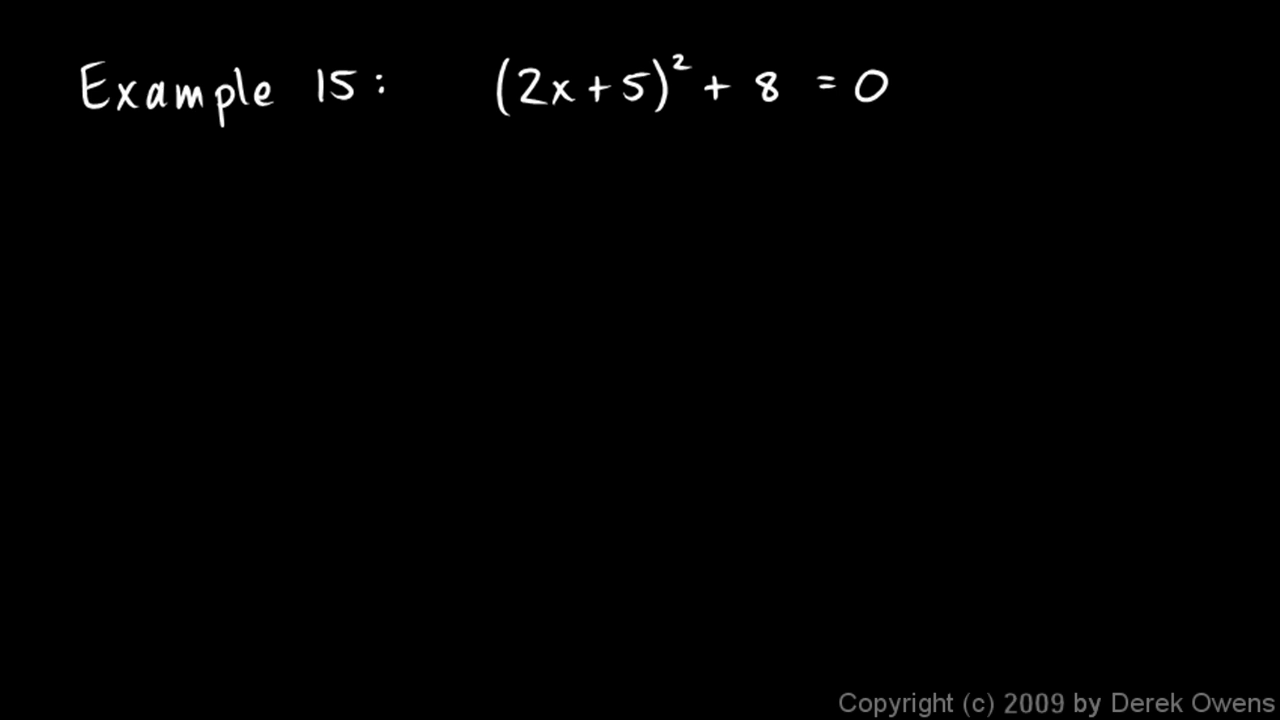 Example 15: (2x+5)² + 8 = 0
Copyright (c) 2009 by Derek Owens